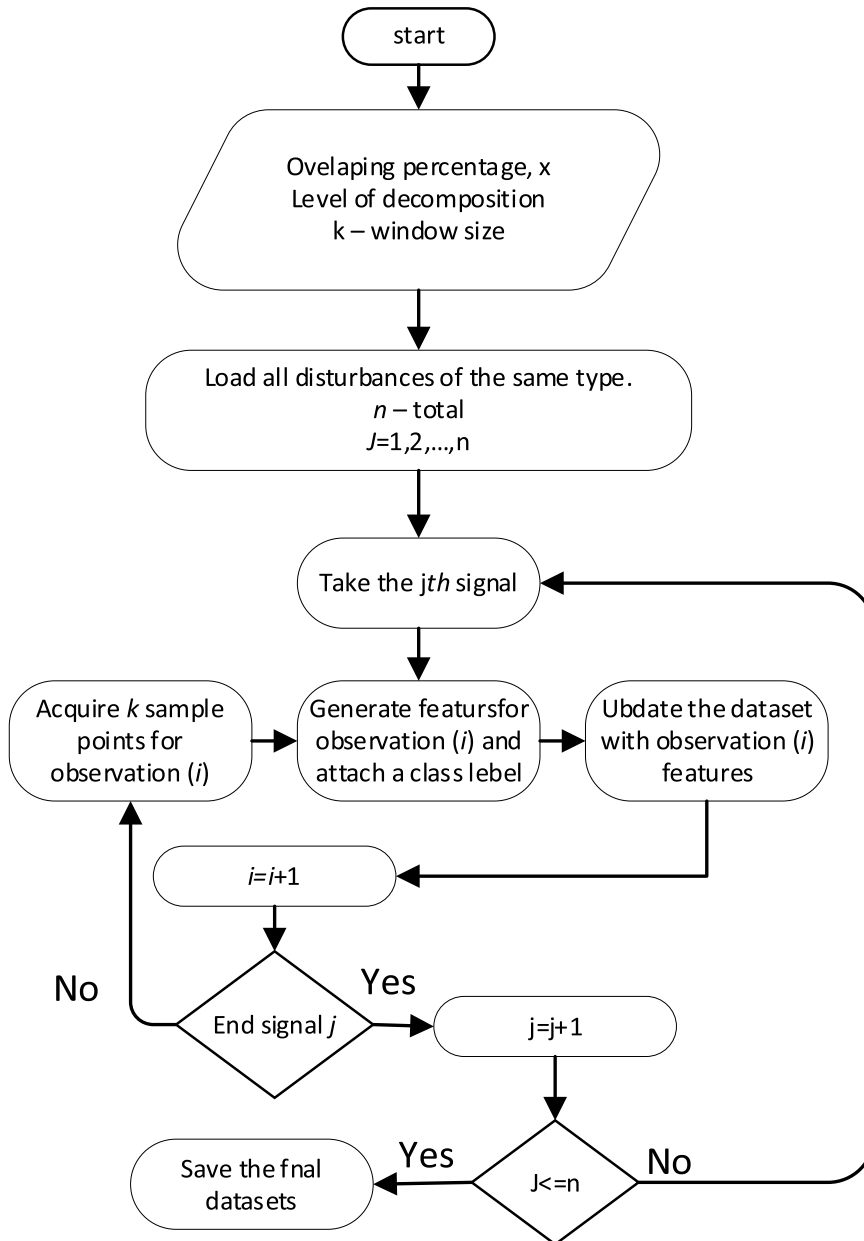 start
Ovelaping percentage, x
Level of decomposition
k – window size
Load all disturbances of the same type.
n – total
J=1,2,...,n
Take the jth signal
Acquire k sample
points for
observation (i)
Generate featursfor
observation (i) and
attach a class lebel
Ubdate the dataset
with observation (i)
features
i=i+1
No
Yes
End signal j
j=j+1
Save the fnal
datasets
Yes
J<=n
No